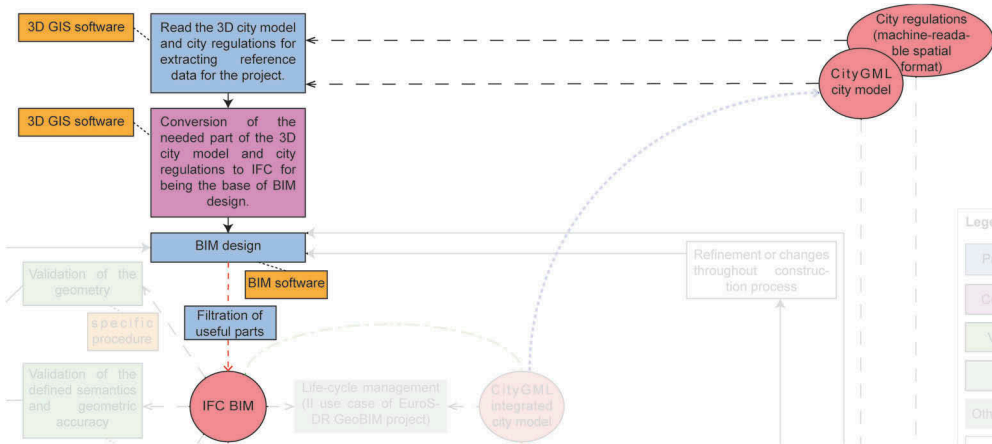 3D GIS software
Read the 3D city model
and city regulations for
extracting reference
data for the project.
City regulations
(machine-reada-
ble spatial
format)
CityGML
city model
3D GIS software
Conversion of the
needed part of the 3D
city model and city
regulations to IFC for
being the base of BIM
design.
BIM design
BIM software
Refinement or changes
throughout construc-
tion process
Validation of the
geometry
specific
procedure
Filtration of
useful parts
Validation of the
defined semantics
and geometric
accuracy
IFC BIM
Life-cycle management
(II use case of EuroS-
DR GeoBIM project)
CityGML
integrated
city model
Lege
P
C
V
Othe